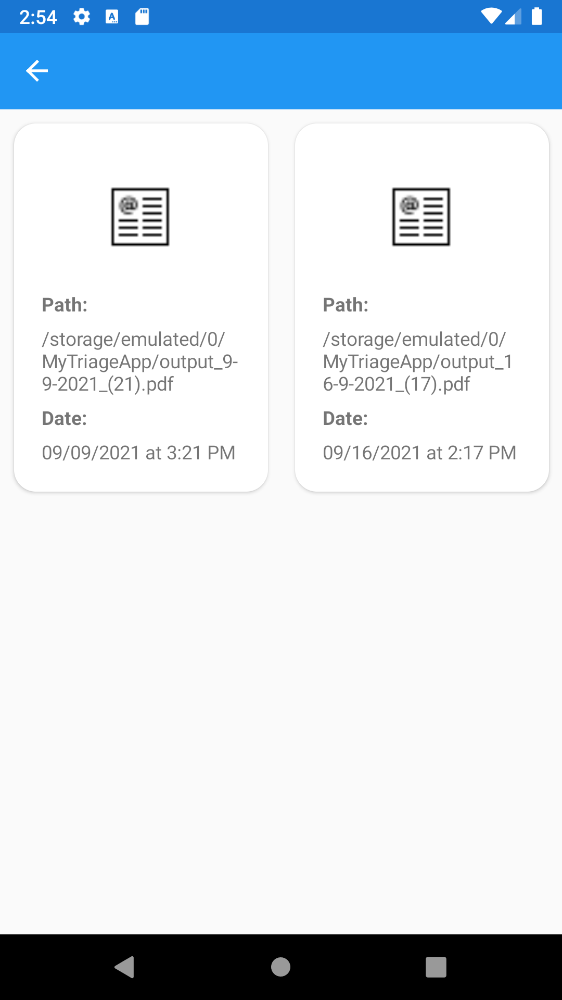 2:54
Path:
/storage/emulated/0/
MyTriageApp/output_9-
9-2021_(21).pdf
Date:
09/09/2021 at 3:21 PM
Path:
/storage/emulated/0/
MyTriageApp/output_1
6-9-2021_(17).pdf
Date:
09/16/2021 at 2:17 PM